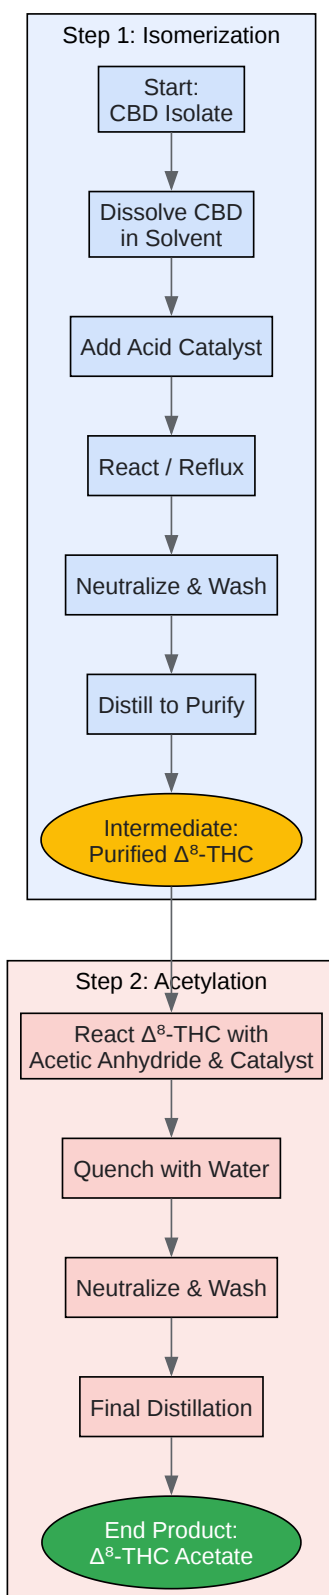 Step 1: Isomerization
Start:
CBD Isolate
Dissolve CBD
in Solvent
Add Acid Catalyst
React / Reflux
Neutralize & Wash
Distill to Purify
Intermediate:
Purified Δ⁸-THC
Step 2: Acetylation
React Δ⁸-THC with
Acetic Anhydride & Catalyst
Quench with Water
Neutralize & Wash
Final Distillation
End Product:
Δ⁸-THC Acetate